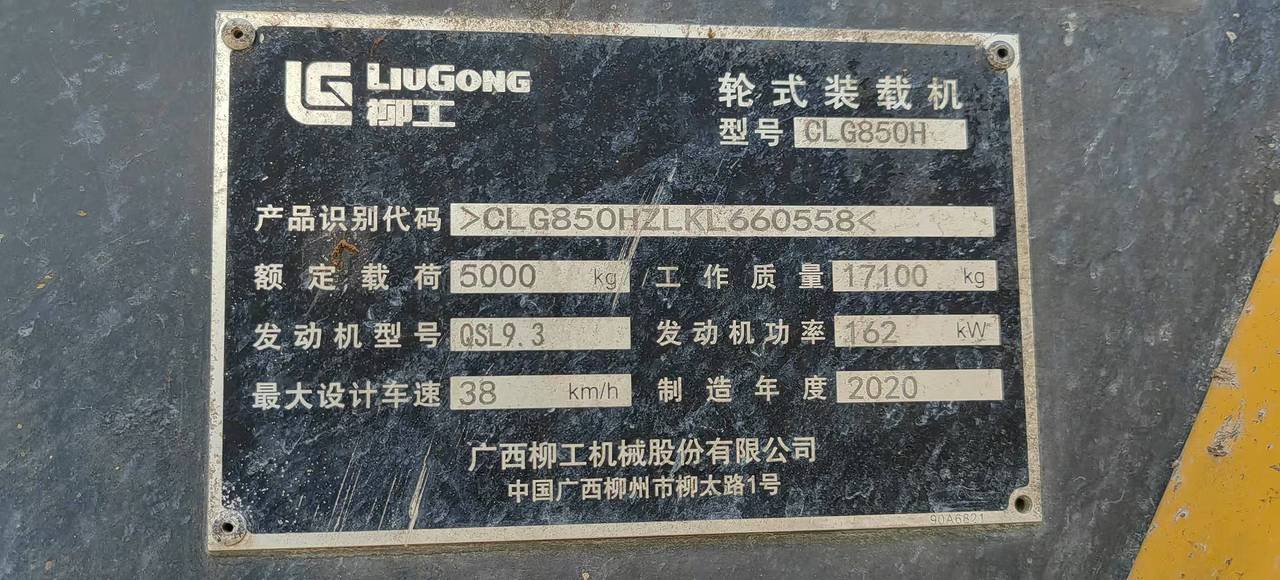 LG LIUGONG
柳工
轮式装载机
型号 CLG850H
产品识别代码 >CLG850HZLKL660558<
额定载荷 5000 kg 工作质量 17100 kg
发动机型号 QSL9.3 发动机功率 162 kW
最大设计车速 38 km/h 制造年度 2020
广西柳工机械股份有限公司
中国广西柳州市柳太路1号
90A6821